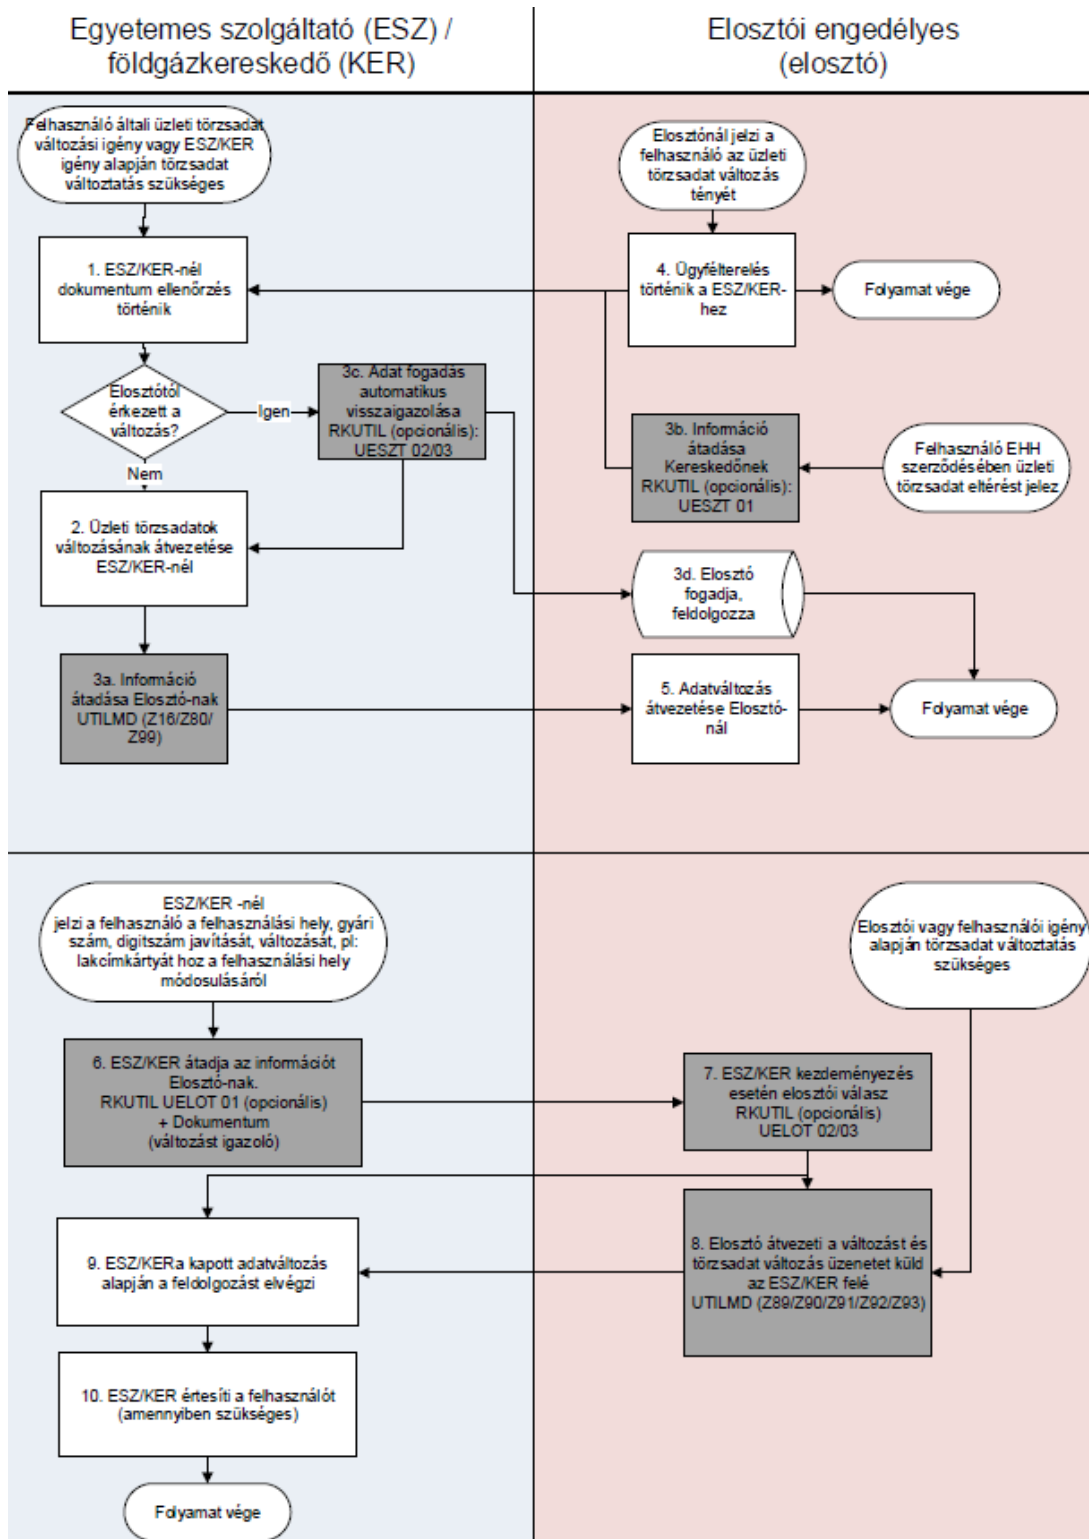 Egyetemes szolgáltató (ESZ) /
földgázkereskedő (KER)
Elosztói engedélyes
(elosztó)
Felhasználó általi üzleti törzsadat
változási igény vagy ESZ/KER
igény alapján törzsadat
változtatás szükséges
Elosztónál jelzi a
felhasználó az üzleti
törzsadat változás
tényét
1. ESZ/KER-nél
dokumentum ellenőrzés
történik
4. Ügyfélterelés
történik a ESZ/KER-
hez
Folyamat vége
Elosztótól
érkezett a
változás?
Igen
Nem
3c. Adat fogadás
automatikus
visszaigazolása
RKUTIL (opcionális):
UESZT 02/03
3b. Információ
átadása
Kereskedőnek
RKUTIL (opcionális):
UESZT 01
Felhasználó EHH
szerződésében üzleti
törzsadat eltérést jelez
2. Üzleti törzsadatok
változásának átvezetése
ESZ/KER-nél
3d. Elosztó
fogadja,
feldolgozza
3a. Információ
átadása Elosztó-nak
UTILMD (Z16/Z80/
Z99)
5. Adatváltozás
átvezetése Elosztó-
nál
Folyamat vége
ESZ/KER -nél
jelzi a felhasználó a felhasználási hely, gyári
szám, digitszám javítását, változását, pl:
lakcímkártyát hoz a felhasználási hely
módosulásáról
Elosztói vagy felhasználói igény
alapján törzsadat változtatás
szükséges
6. ESZ/KER átadja az információt
Elosztó-nak.
RKUTIL UELOT 01 (opcionális)
+ Dokumentum
(változást igazoló)
7. ESZ/KER kezdeményezés
esetén elosztói válasz
RKUTIL (opcionális)
UELOT 02/03
9. ESZ/KERa kapott adatváltozás
alapján a feldolgozást elvégzi
8. Elosztó átvezeti a változást és
törzsadat változás üzenetet küld
az ESZ/KER felé
UTILMD (Z89/Z90/Z91/Z92/Z93)
10. ESZ/KER értesíti a felhasználót
(amennyiben szükséges)
Folyamat vége